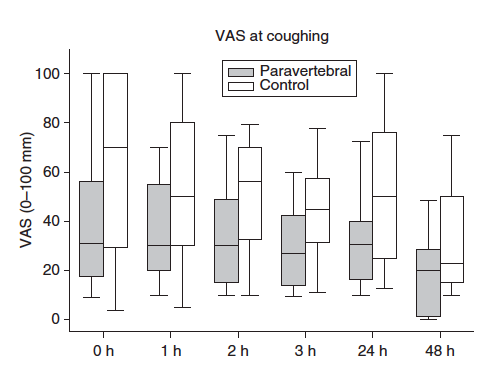 VAS at coughing
Paravertebral
Control
VAS (0–100 mm)
100
80
60
40
20
0
0 h 1 h 2 h 3 h 24 h 48 h